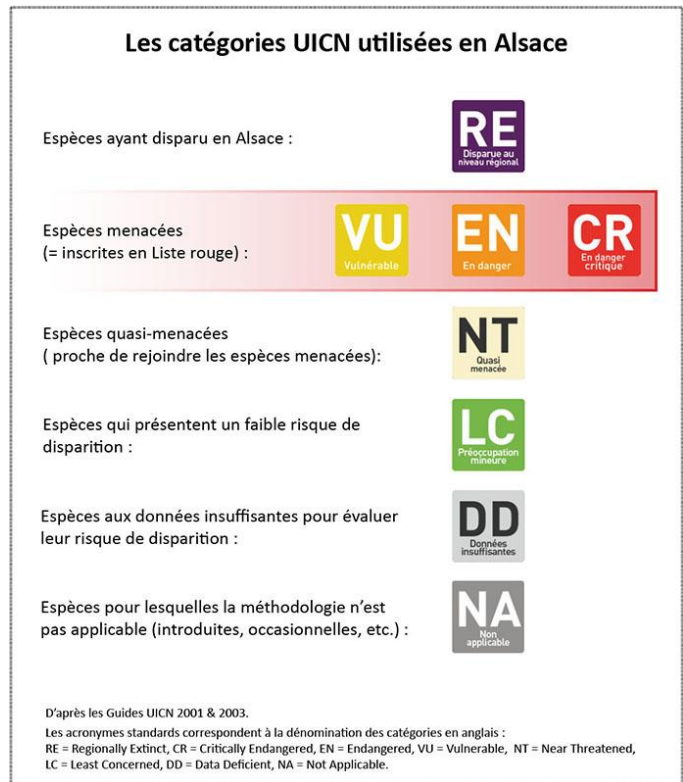 Les catégories UICN utilisées en Alsace
Espèces ayant disparu en Alsace :
RE
Disparue au
niveau régional
Espèces menacées
(= inscrites en Liste rouge) :
VU
Vulnérable
EN
En danger
CR
En danger
critique
Espèces quasi-menacées
( proche de rejoindre les espèces menacées):
NT
Quasi
menacée
Espèces qui présentent un faible risque de
disparition :
LC
Préoccupation
mineure
Espèces aux données insuffisantes pour évaluer
leur risque de disparition :
DD
Données
insuffisantes
Espèces pour lesquelles la méthodologie n'est
pas applicable (introduites, occasionnelles, etc.) :
NA
Non
applicable
D'après les Guides UICN 2001 & 2003.
Les acronymes standards correspondent à la dénomination des catégories en anglais :
RE = Regionally Extinct, CR = Critically Endangered, EN = Endangered, VU = Vulnerable, NT = Near Threatened,
LC = Least Concerned, DD = Data Deficient, NA = Not Applicable.